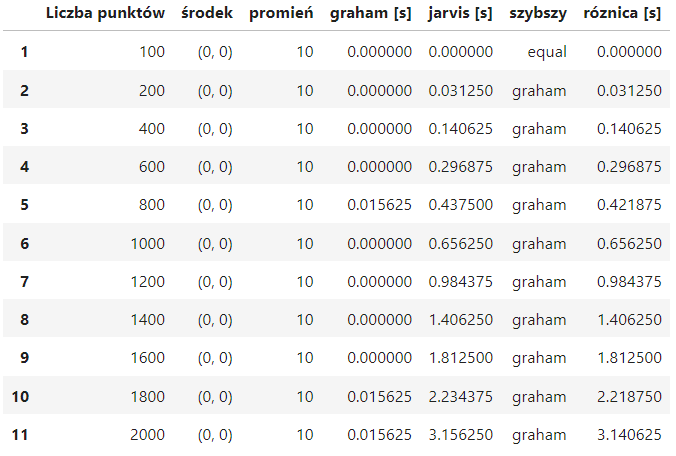 Liczba punktów środek promień graham [s] jarvis [s] szybszy róznica [s]
1 100 (0, 0) 10 0.000000 0.000000 equal 0.000000
2 200 (0, 0) 10 0.000000 0.031250 graham 0.031250
3 400 (0, 0) 10 0.000000 0.140625 graham 0.140625
4 600 (0, 0) 10 0.000000 0.296875 graham 0.296875
5 800 (0, 0) 10 0.015625 0.437500 graham 0.421875
6 1000 (0, 0) 10 0.000000 0.656250 graham 0.656250
7 1200 (0, 0) 10 0.000000 0.984375 graham 0.984375
8 1400 (0, 0) 10 0.000000 1.406250 graham 1.406250
9 1600 (0, 0) 10 0.000000 1.812500 graham 1.812500
10 1800 (0, 0) 10 0.015625 2.234375 graham 2.218750
11 2000 (0, 0) 10 0.015625 3.156250 graham 3.140625